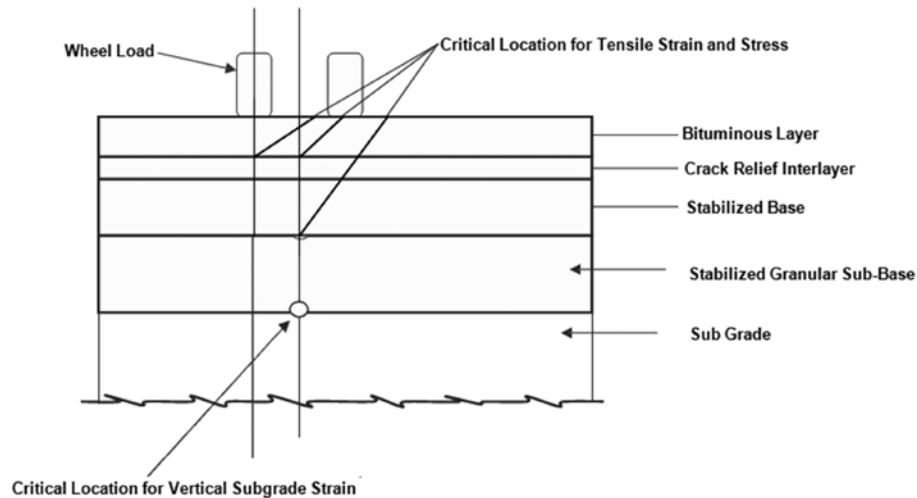 Wheel Load
Critical Location for Tensile Strain and Stress
Bituminous Layer
Crack Relief Interlayer
Stabilized Base
Stabilized Granular Sub-Base
Sub Grade
Critical Location for Vertical Subgrade Strain